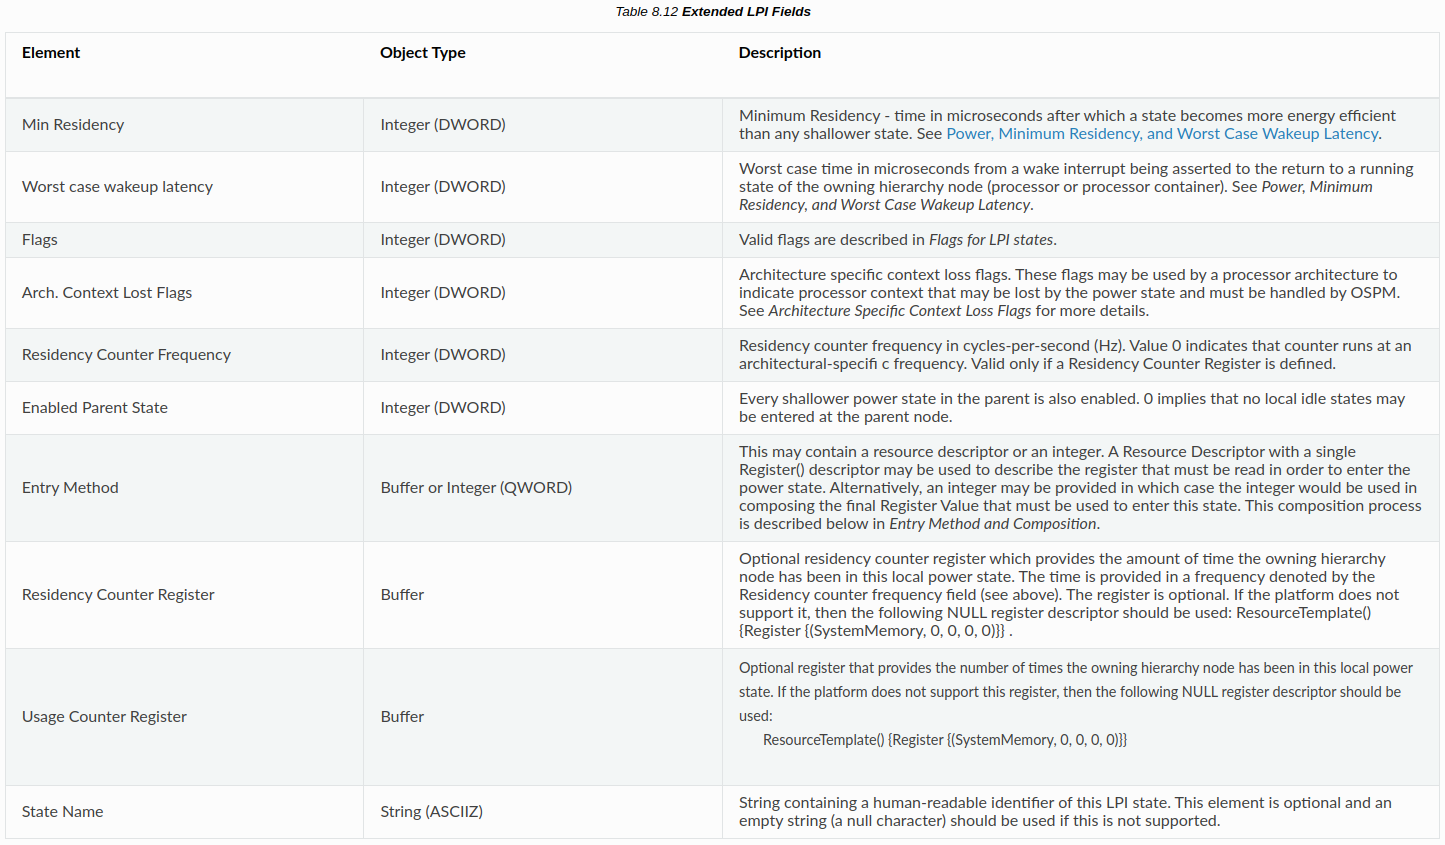 Table 8.12 Extended LPI Fields
Element Object Type Description
Min Residency Integer (DWORD) Minimum Residency - time in microseconds after which a state becomes more energy efficient
than any shallower state. See Power, Minimum Residency, and Worst Case Wakeup Latency.
Worst case wakeup latency Integer (DWORD) Worst case time in microseconds from a wake interrupt being asserted to the return to a running
state of the owning hierarchy node (processor or processor container). See Power, Minimum
Residency, and Worst Case Wakeup Latency.
Flags Integer (DWORD) Valid flags are described in Flags for LPI states.
Arch. Context Lost Flags Integer (DWORD) Architecture specific context loss flags. These flags may be used by a processor architecture to
indicate processor context that may be lost by the power state and must be handled by OSPM.
See Architecture Specific Context Loss Flags for more details.
Residency Counter Frequency Integer (DWORD) Residency counter frequency in cycles-per-second (Hz). Value 0 indicates that counter runs at an
architectural-specifi c frequency. Valid only if a Residency Counter Register is defined.
Enabled Parent State Integer (DWORD) Every shallower power state in the parent is also enabled. 0 implies that no local idle states may
be entered at the parent node.
Entry Method Buffer or Integer (QWORD) This may contain a resource descriptor or an integer. A Resource Descriptor with a single
Register() descriptor may be used to describe the register that must be read in order to enter the
power state. Alternatively, an integer may be provided in which case the integer would be used in
composing the final Register Value that must be used to enter this state. This composition process
is described below in Entry Method and Composition.
Residency Counter Register Buffer Optional residency counter register which provides the amount of time the owning hierarchy
node has been in this local power state. The time is provided in a frequency denoted by the
Residency counter frequency field (see above). The register is optional. If the platform does not
support it, then the following NULL register descriptor should be used: ResourceTemplate()
{Register {(SystemMemory, 0, 0, 0, 0)}} .
Usage Counter Register Buffer Optional register that provides the number of times the owning hierarchy node has been in this local power
state. If the platform does not support this register, then the following NULL register descriptor should be
used:
ResourceTemplate() {Register {(SystemMemory, 0, 0, 0, 0)}}
State Name String (ASCIIZ) String containing a human-readable identifier of this LPI state. This element is optional and an
empty string (a null character) should be used if this is not supported.